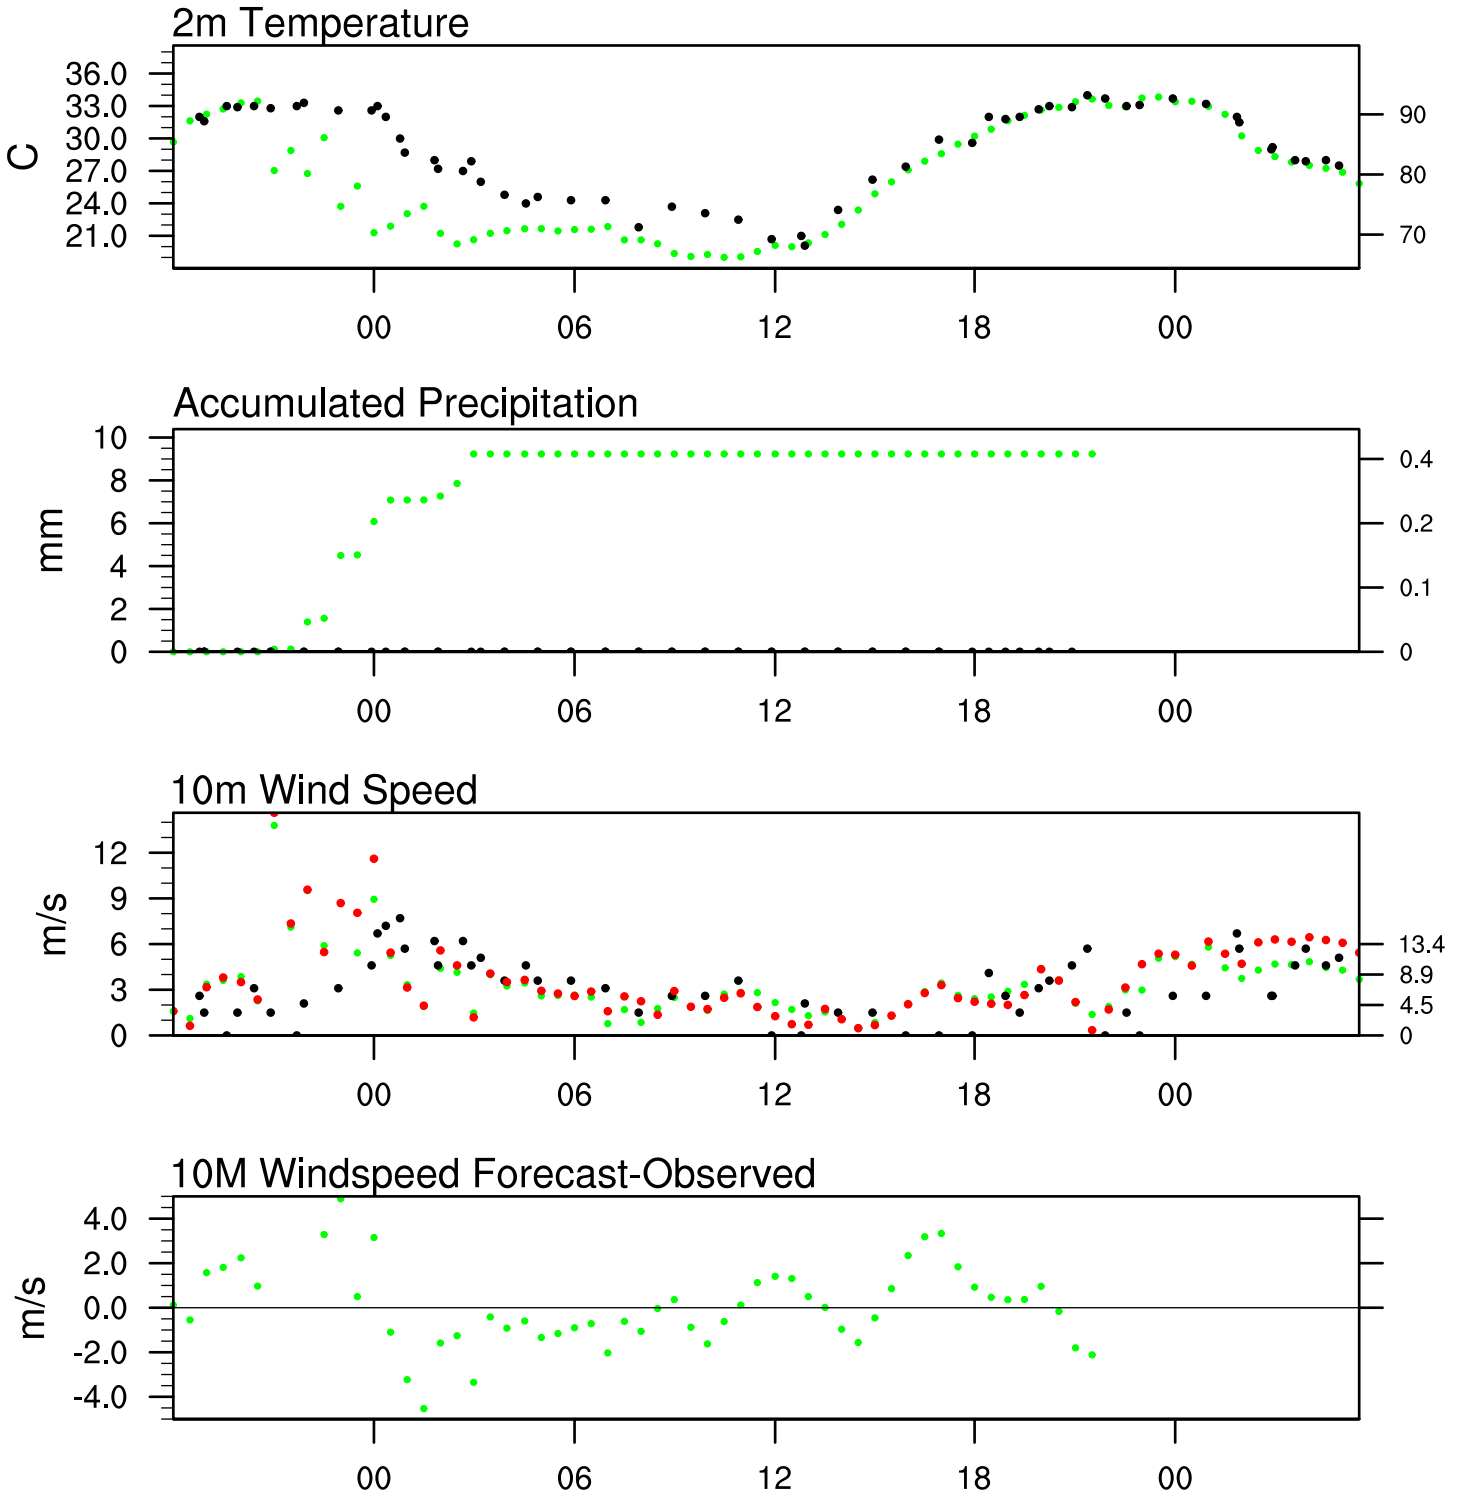 2m Temperature
36.0
33.0
30.0
27.0
24.0
21.0
C
90
80
70
00 06 12 18 00
Accumulated Precipitation
10
8
6
4
2
0
mm
0.4
0.2
0.1
0
00 06 12 18 00
10m Wind Speed
12
9
6
3
0
m/s
13.4
8.9
4.5
0
00 06 12 18 00
10M Windspeed Forecast-Observed
4.0
2.0
0.0
-2.0
-4.0
m/s
00 06 12 18 00